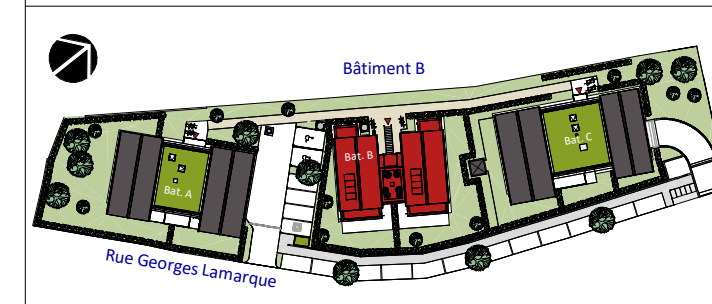 Bâtiment B
Bat. B
Bat. C
Bat. A
Rue Georges Lamarque